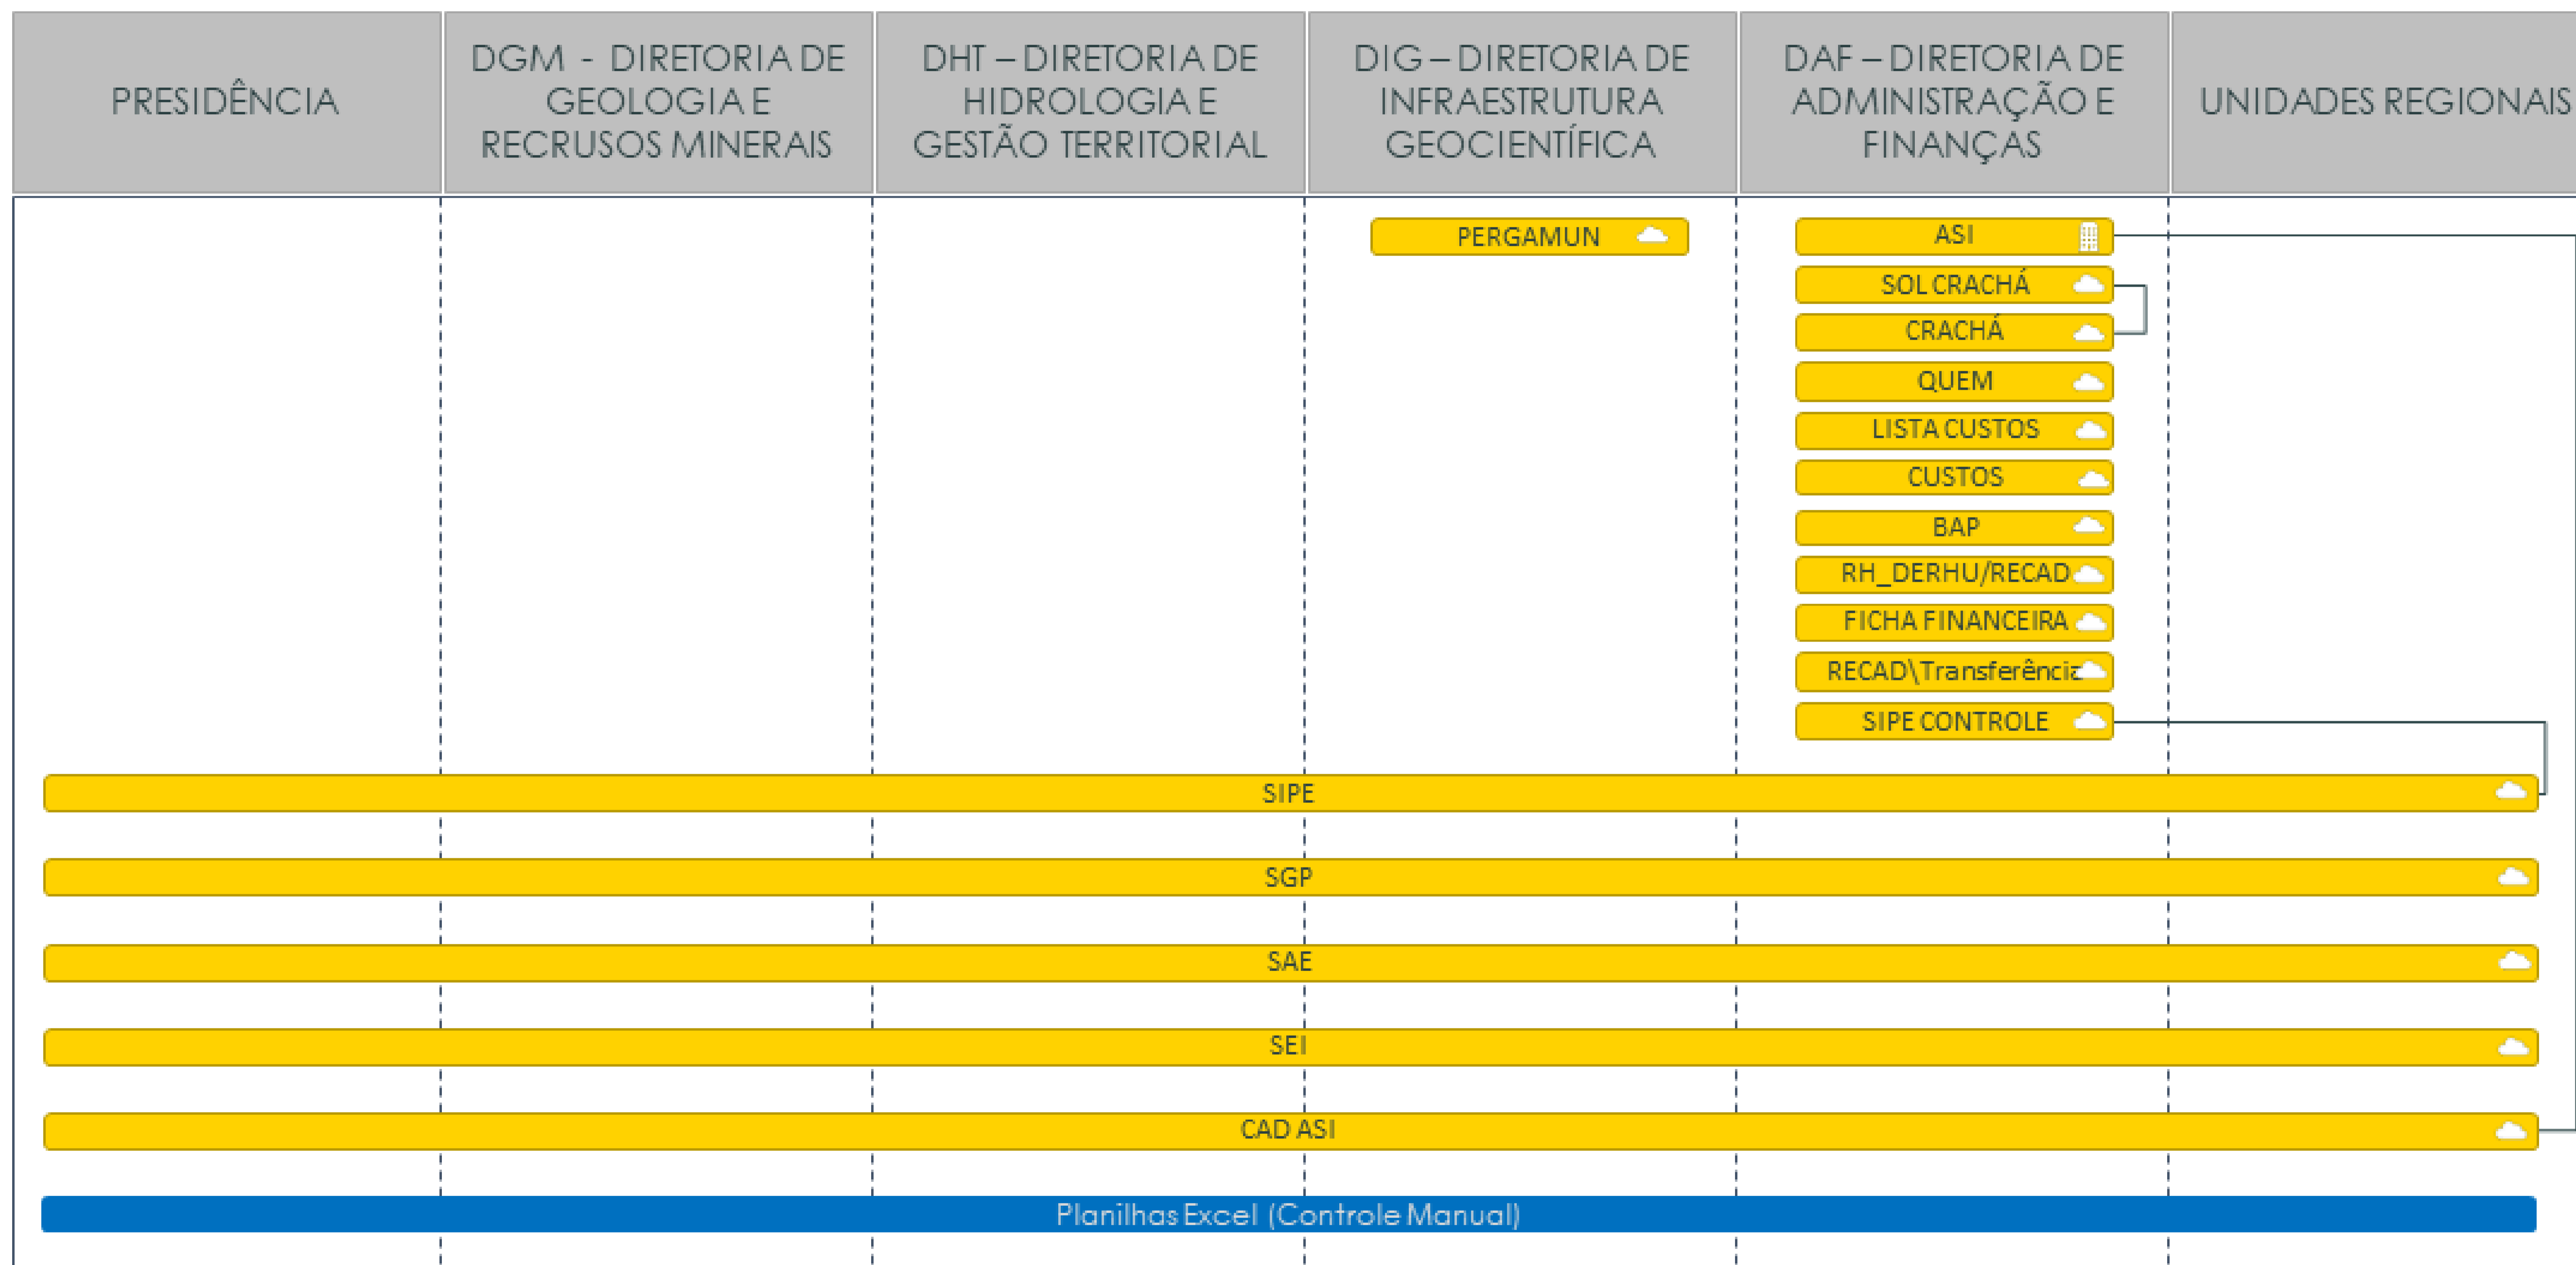 PRESIDÊNCIA
DGM - DIRETORIA DE
GEOLOGIA E
RECRUSOS MINERAIS
DHT – DIRETORIA DE
HIDROLOGIA E
GESTÃO TERRITORIAL
DIG – DIRETORIA DE
INFRAESTRUTURA
GEOCIENTÍFICA
DAF – DIRETORIA DE
ADMINISTRAÇÃO E
FINANÇAS
UNIDADES REGIONAIS
PERGAMUN
ASI
SOL CRACHÁ
CRACHÁ
QUEM
LISTA CUSTOS
CUSTOS
BAP
RH_DERHU/RECAD
FICHA FINANCEIRA
RECAD\Transferência
SIPE CONTROLE
SIPE
SGP
SAE
SEI
CAD ASI
Planilhas Excel (Controle Manual)